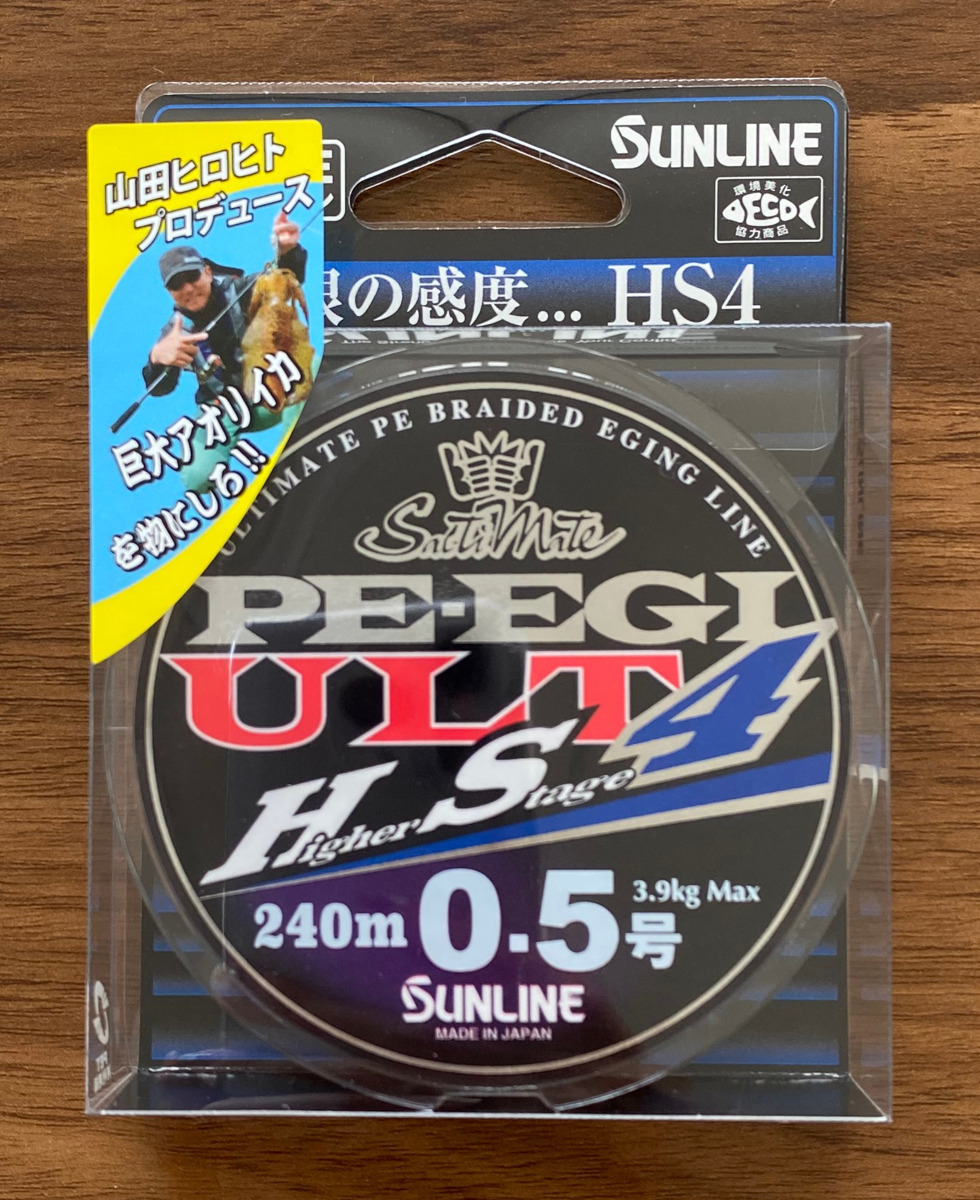 山田ヒロヒト
プロデュース
巨大アオリイカ
を物にしろ!!
SUNLINE
環境美化
ECO
協力商品
の感度... HS4
ULTIMATE PE BRAIDED EGING LINE
SaltiMate
PE-EGI
ULT
Higher Stage 4
240m 0.5号 3.9kg Max
SUNLINE
MADE IN JAPAN